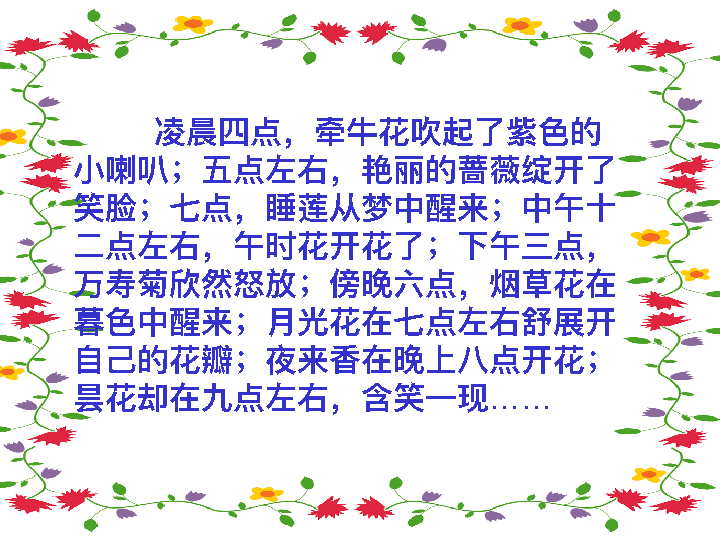 凌晨四点，牵牛花吹起了紫色的
小喇叭；五点左右，艳丽的蔷薇绽开了
笑脸；七点，睡莲从梦中醒来；中午十
二点左右，午时花开花了；下午三点，
万寿菊欣然怒放；傍晚六点，烟草花在
暮色中醒来；月光花在七点左右舒展开
自己的花瓣；夜来香在晚上八点开花；
昙花却在九点左右，含笑一现……